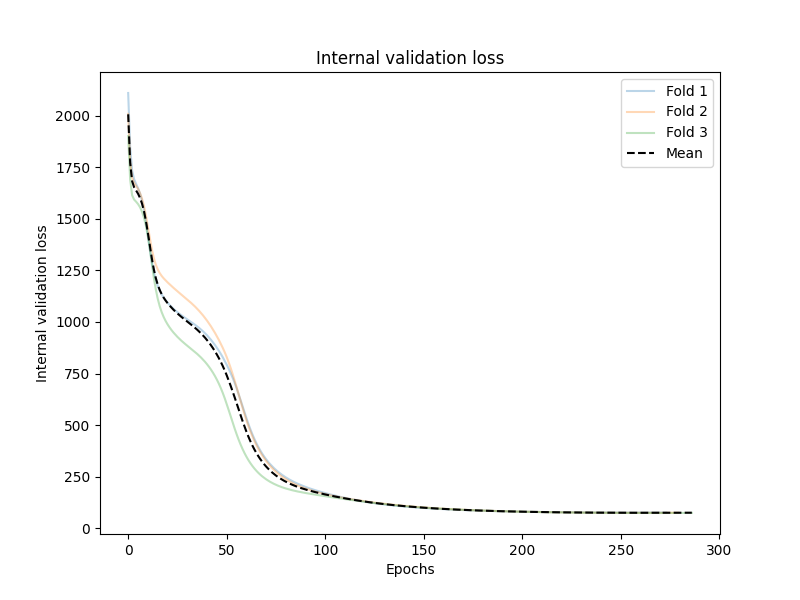 Internal validation loss
Fold 1
Fold 2
Fold 3
Mean
Internal validation loss
2000
1750
1500
1250
1000
750
500
250
0
0 50 100 150 200 250 300
Epochs